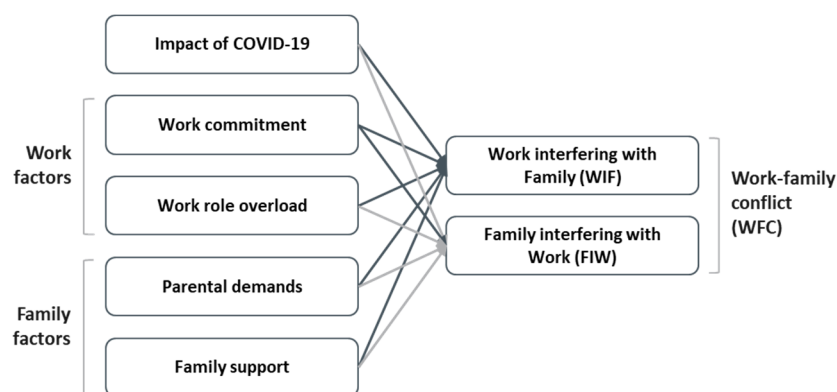 Impact of COVID-19
Work
factors
Work commitment
Work role overload
Family
factors
Parental demands
Family support
Work interfering with
Family (WIF)
Family interfering with
Work (FIW)
Work-family
conflict
(WFC)